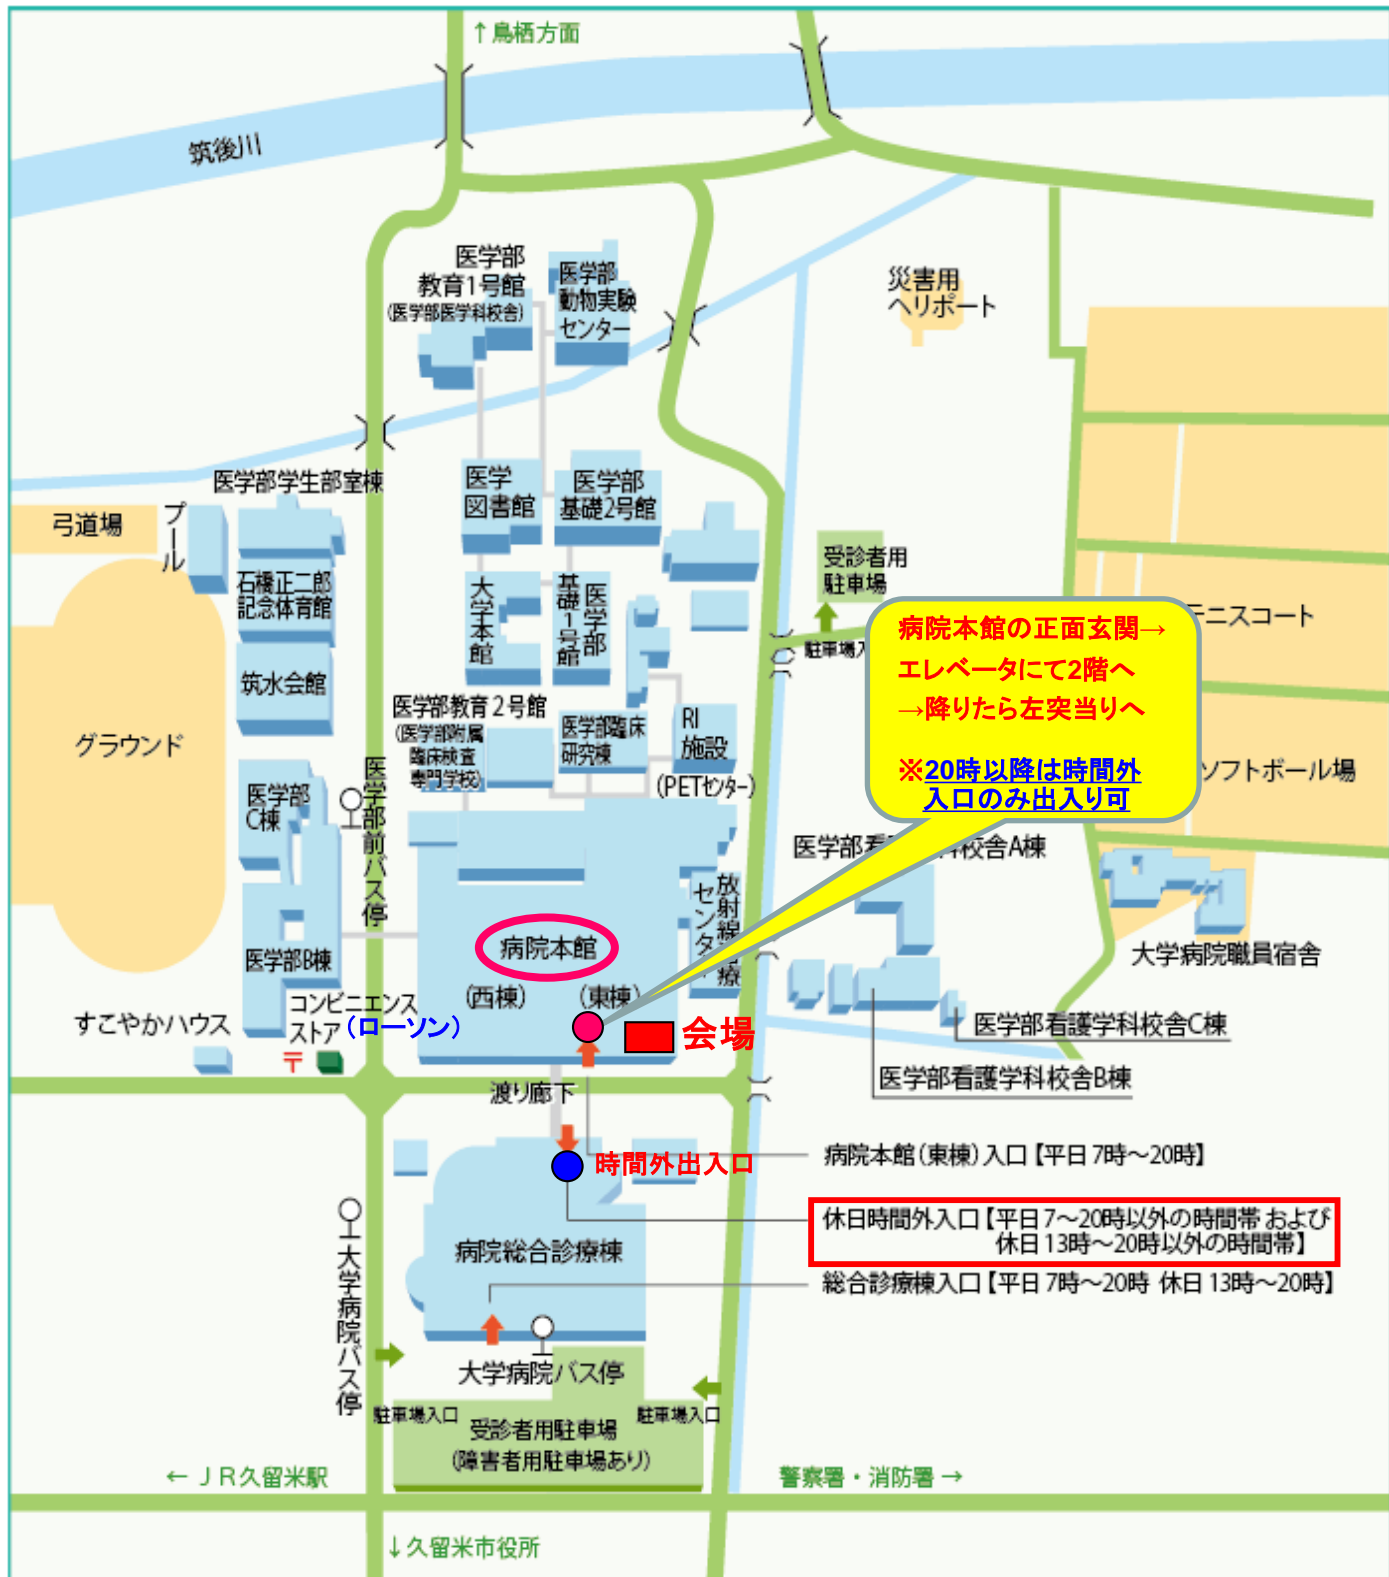 ↑鳥栖方面
筑後川
医学部
教育1号館
(医学部医学科校舎)
医学部
動物実験
センター
災害用
ヘリポート
医学部学生部室棟
弓道場
プール
医学
図書館
医学部
基礎2号館
石橋正二郎
記念体育館
大学本館
医学部
基礎1号館
受診者用
駐車場
駐車場入
テニスコート
筑水会館
グラウンド
医学部教育2号館
(医学部附属
臨床検査
専門学校)
医学部臨床
研究棟
RI
施設
(PETセンター)
病院本館の正面玄関→
エレベータにて2階へ
→降りたら左突当りへ
※20時以降は時間外
入口のみ出入り可
ソフトボール場
医学部
C棟
医学部前バス停
医学部看
科校舎A棟
放射線治療
センター
病院本館
(西棟)
(東棟)
医学部B棟
大学病院職員宿舎
すこやかハウス
コンビニエンス
ストア(ローソン)
〒
会場
医学部看護学科校舎C棟
医学部看護学科校舎B棟
渡り廊下
時間外出入口
病院本館(東棟)入口【平日7時～20時】
休日時間外入口【平日7～20時以外の時間帯および
休日13時～20時以外の時間帯】
病院総合診療棟
総合診療棟入口【平日7時～20時 休日13時～20時】
大学病院バス停
大学病院バス停
駐車場入口
駐車場入口
受診者用駐車場
(障害者用駐車場あり)
← JR久留米駅
警察署・消防署 →
↓久留米市役所